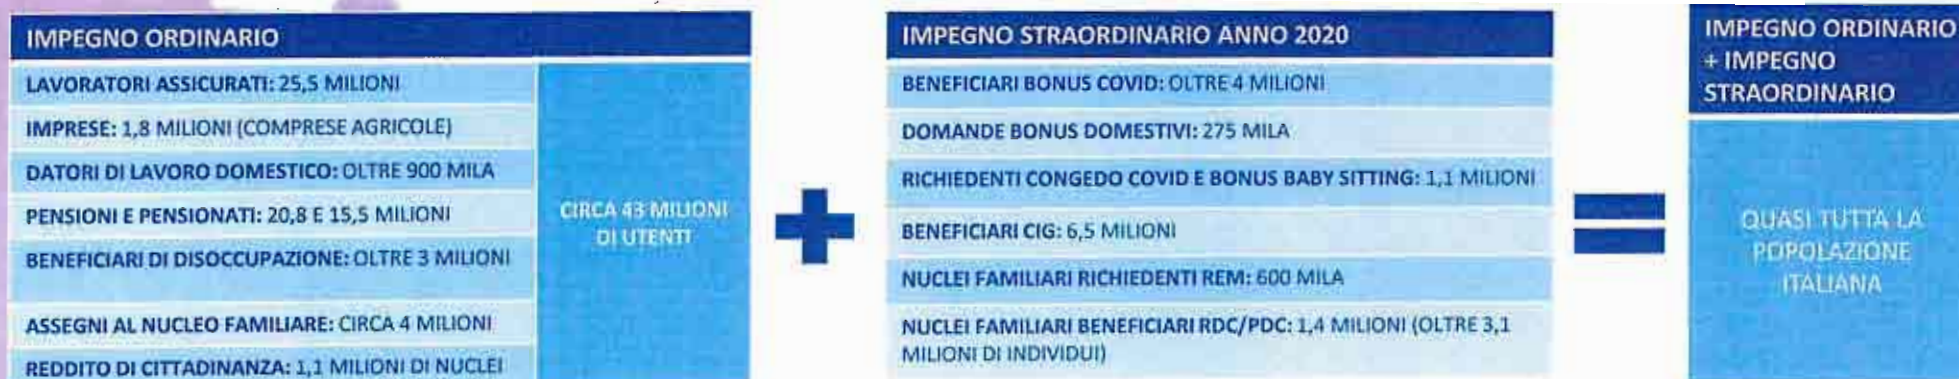 IMPEGNO ORDINARIO
LAVORATORI ASSICURATI: 25,5 MILIONI
IMPRESE: 1,8 MILIONI (COMPRESE AGRICOLE)
DATORI DI LAVORO DOMESTICO: OLTRE 900 MILA
PENSIONI E PENSIONATI: 20,8 E 15,5 MILIONI
BENEFICIARI DI DISOCCUPAZIONE: OLTRE 3 MILIONI
ASSEGNI AL NUCLEO FAMILIARE: CIRCA 4 MILIONI
REDDITO DI CITTADINANZA: 1,1 MILIONI DI NUCLEI
CIRCA 43 MILIONI
DI UTENTI
+
IMPEGNO STRAORDINARIO ANNO 2020
BENEFICIARI BONUS COVID: OLTRE 4 MILIONI
DOMANDE BONUS DOMESTIVI: 275 MILA
RICHIEDENTI CONGEDO COVID E BONUS BABY SITTING: 1,1 MILIONI
BENEFICIARI CIG: 6,5 MILIONI
NUCLEI FAMILIARI RICHIEDENTI REM: 600 MILA
NUCLEI FAMILIARI BENEFICIARI RDC/PDC: 1,4 MILIONI (OLTRE 3,1
MILIONI DI INDIVIDUI)
=
IMPEGNO ORDINARIO
+ IMPEGNO
STRAORDINARIO
QUASI TUTTA LA
POPOLAZIONE
ITALIANA